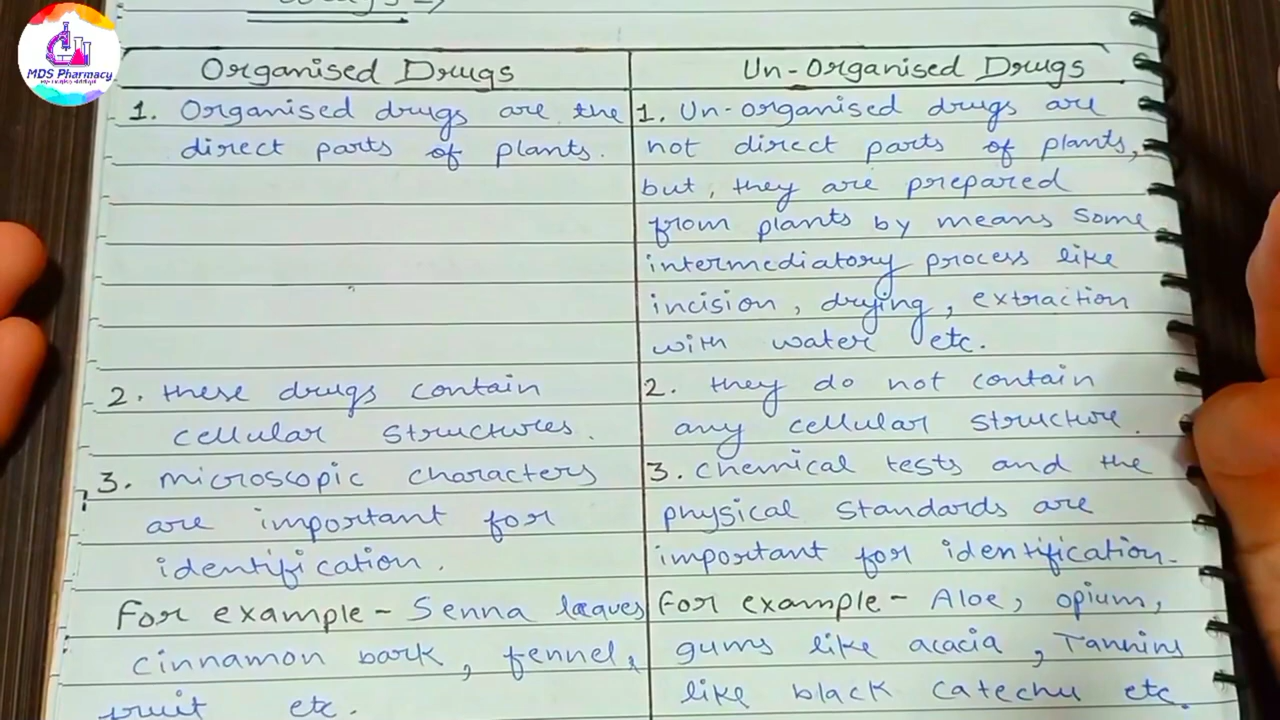 MDS Pharmacy
Organised Drugs
1. Organised drugs are the
direct parts of plants.
2. these drugs contain
cellular structures.
3. microscopic characters
are important for
identification.
For example - Senna leaves
cinnamon bark, fennel,
fruit etc.
Un-Organised Drugs
1. Un-organised drugs are
not direct parts of plants,
but, they are prepared
from plants by means some
intermediatory process like
incision, drying, extraction
with water etc.
2. they do not contain
any cellular structure.
3. chemical tests and the
physical standards are
important for identification.
For example - Aloe, opium,
gums like acacia, Tannins
like black catechu etc.